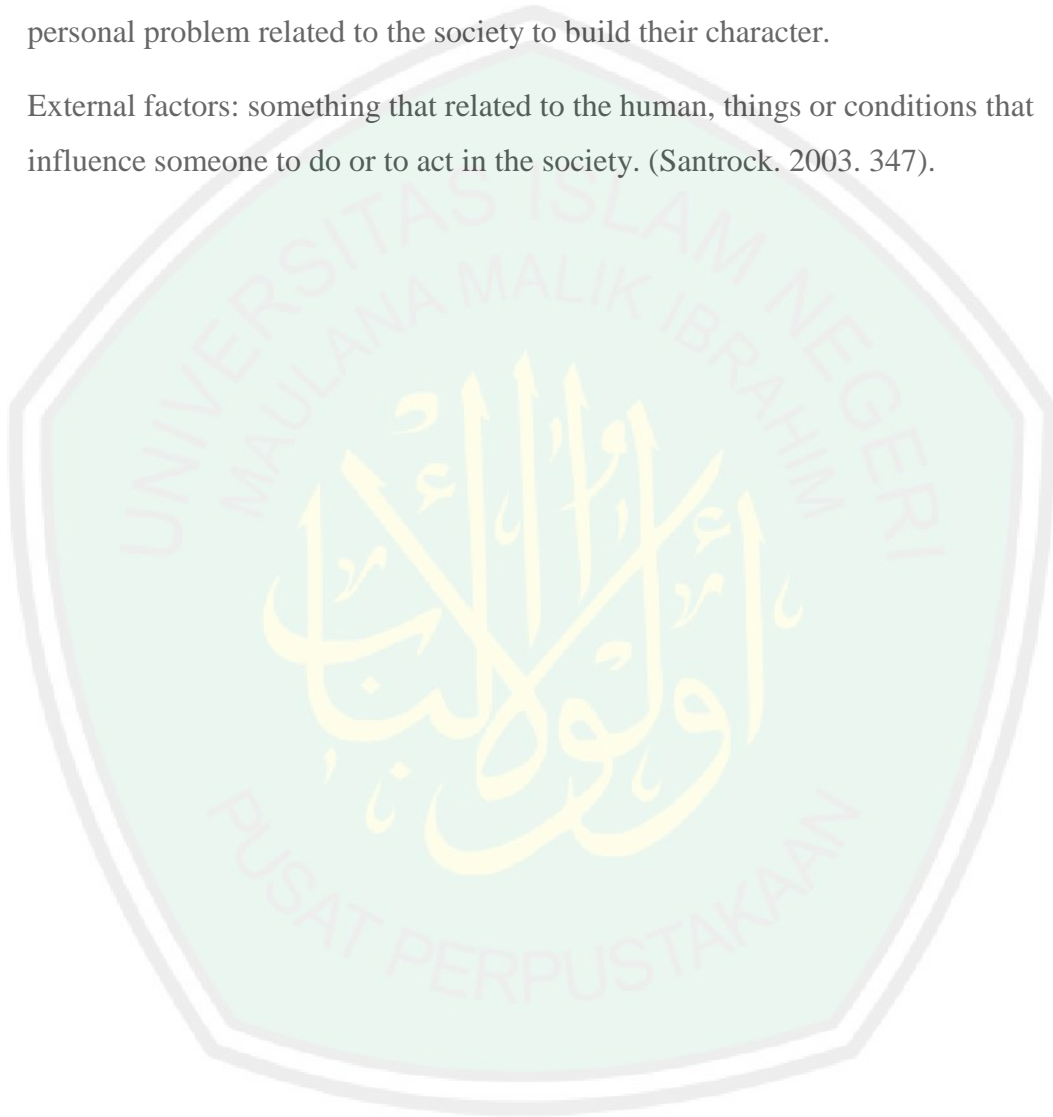 personal problem related to the society to build their character.
External factors: something that related to the human, things or conditions that
influence someone to do or to act in the society. (Santrock. 2003. 347).
UNIVERSITAS ISLAM NEGERI
MAULANA MALIK IBRAHIM
أولوا الألباب
PUSAT PERPUSTAKAAN